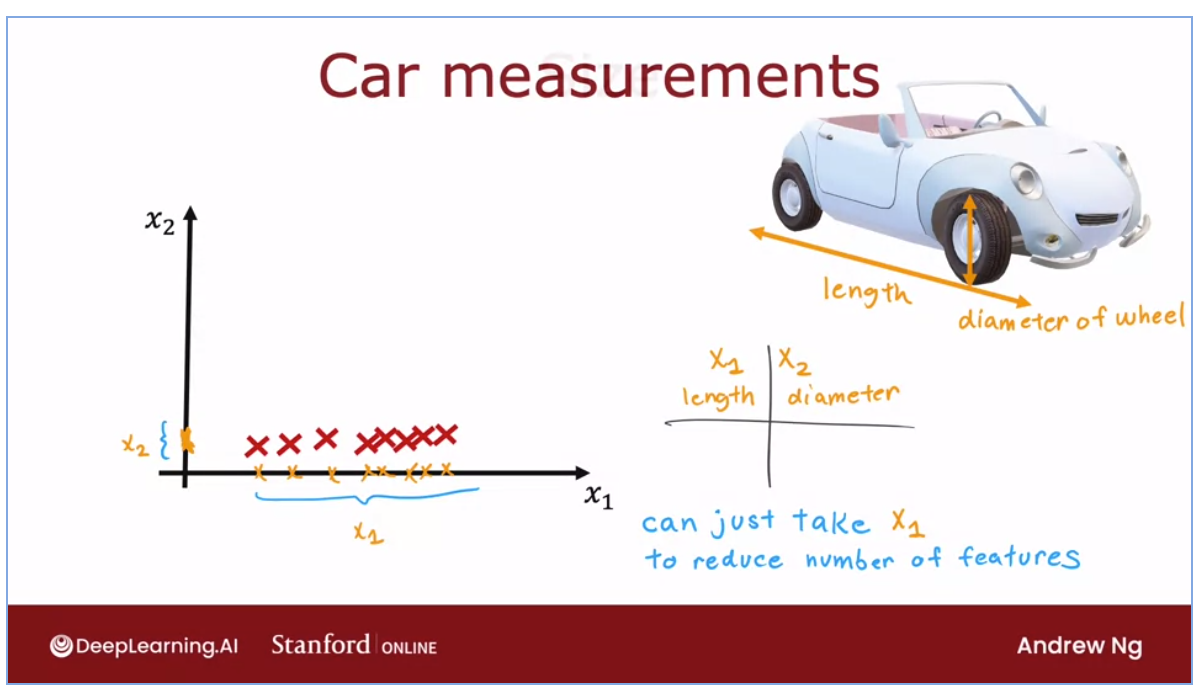 Car measurements
x₂
length
diameter of wheel
x₁ x₂
length diameter
x₂
x₁
x₁
can just take x₁
to reduce number of features
DeepLearning.AI Stanford ONLINE Andrew Ng